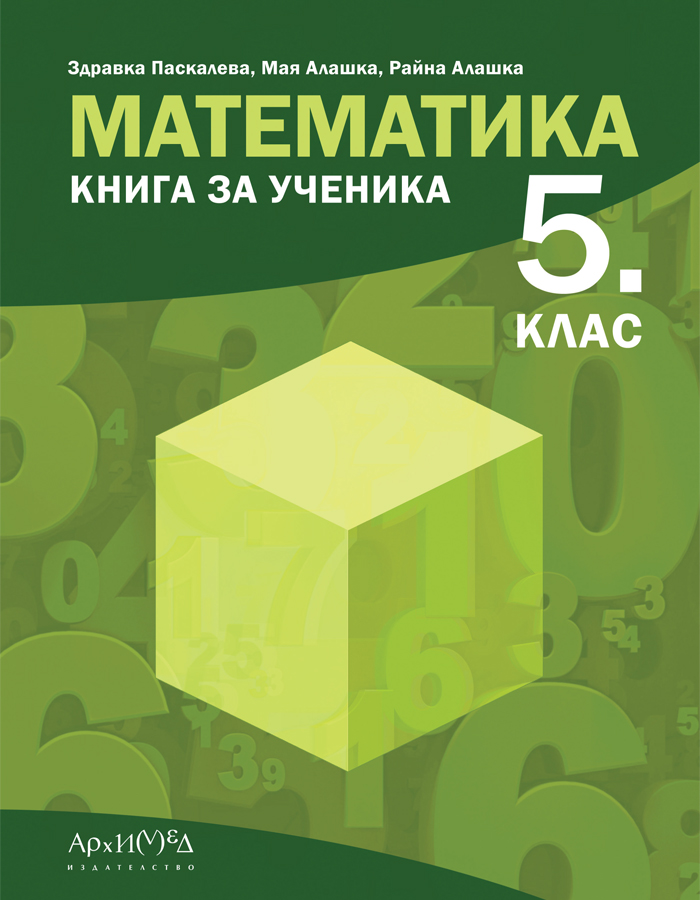 Здравка Паскалева, Мая Алашка, Райна Алашка
МАТЕМАТИКА
КНИГА ЗА УЧЕНИКА
5.
КЛАС
АрхИМЕД
ИЗДАТЕЛСТВО